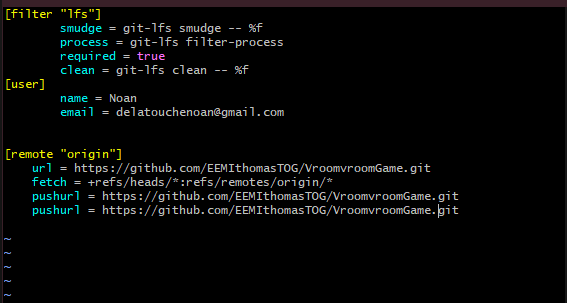 [filter "lfs"]
        smudge = git-lfs smudge -- %f
        process = git-lfs filter-process
        required = true
        clean = git-lfs clean -- %f
[user]
        name = Noan
        email = delatouchenoan@gmail.com
[remote "origin"]
    url = https://github.com/EEMIthomasTOG/VroomvroomGame.git
    fetch = +refs/heads/*:refs/remotes/origin/*
    pushurl = https://github.com/EEMIthomasTOG/VroomvroomGame.git
    pushurl = https://github.com/EEMIthomasTOG/VroomvroomGame.git
~
~
~
~
~